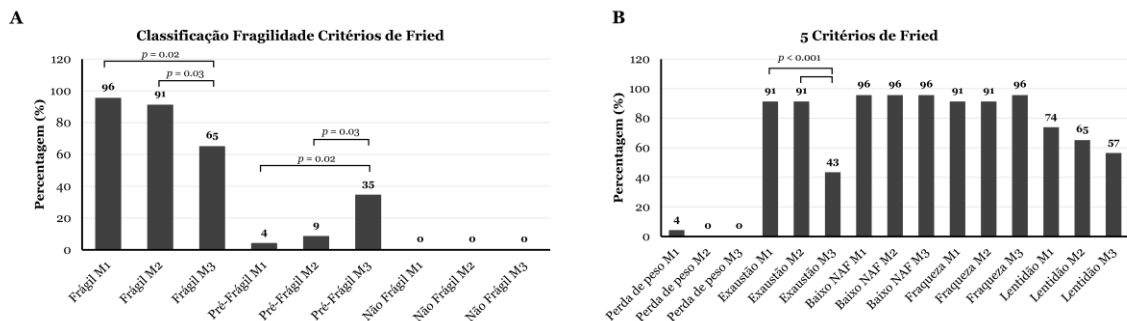 A
Classificação Fragilidade Critérios de Fried
Percentagem (%)
120
100
80
60
40
20
0
p = 0.02
p = 0.03
p = 0.03
p = 0.02
96
91
65
4
9
35
0
0
0
Frágil M1
Frágil M2
Frágil M3
Pré-Frágil M1
Pré-Frágil M2
Pré-Frágil M3
Não Frágil M1
Não Frágil M2
Não Frágil M3
B
5 Critérios de Fried
Percentagem (%)
120
100
80
60
40
20
0
p < 0.001
4
0
0
91
91
43
96
96
96
91
91
96
74
65
57
Perda de peso M1
Perda de peso M2
Perda de peso M3
Exaustão M1
Exaustão M2
Exaustão M3
Baixo NAF M1
Baixo NAF M2
Baixo NAF M3
Fraqueza M1
Fraqueza M2
Fraqueza M3
Lentidão M1
Lentidão M2
Lentidão M3